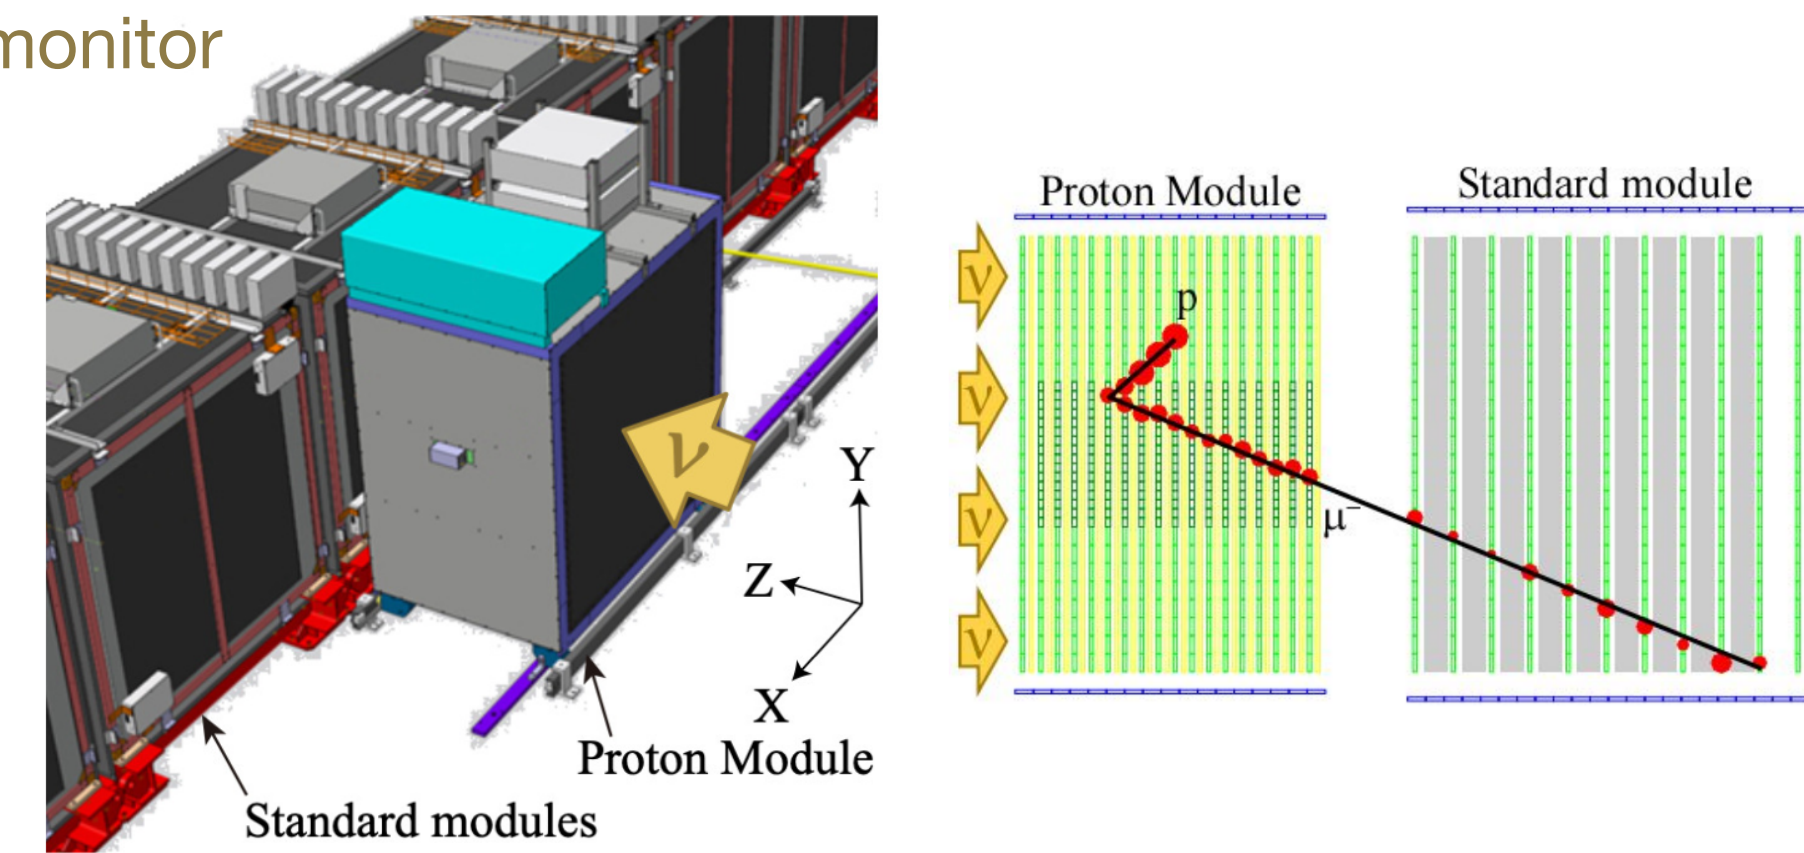 monitor
ν
Y
Z
X
Proton Module
Standard modules
Proton Module
Standard module
ν
ν
ν
ν
p
μ⁻